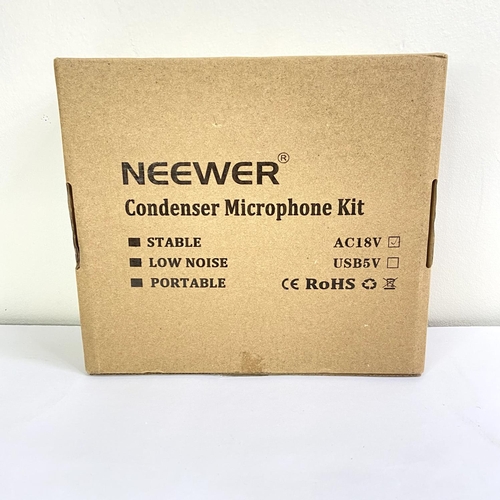 NEEWER®
Condenser Microphone Kit
■ STABLE AC18V ☑
■ LOW NOISE USB5V ☐
■ PORTABLE CE RoHS